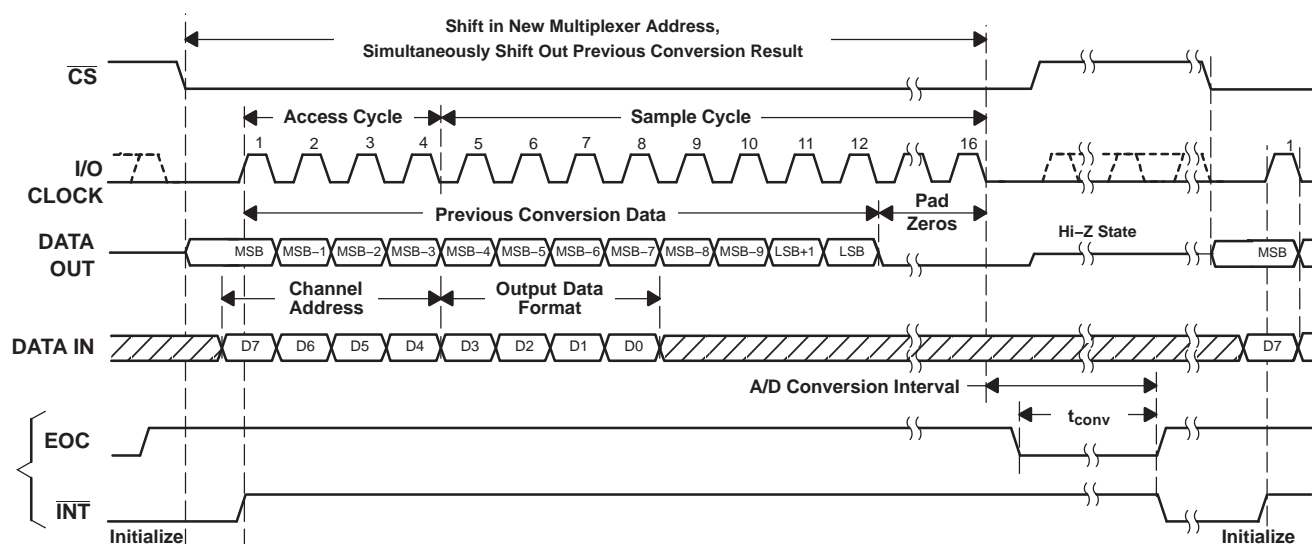 Shift in New Multiplexer Address,
Simultaneously Shift Out Previous Conversion Result
CS
Access Cycle
Sample Cycle
1 2 3 4 5 6 7 8 9 10 11 12 16 1
I/O
CLOCK
Previous Conversion Data
Pad
Zeros
DATA
OUT
MSB MSB–1 MSB–2 MSB–3 MSB–4 MSB–5 MSB–6 MSB–7 MSB–8 MSB–9 LSB+1 LSB
Hi–Z State
MSB
Channel
Address
Output Data
Format
DATA IN
D7 D6 D5 D4 D3 D2 D1 D0 D7
A/D Conversion Interval
tconv
EOC
INT
Initialize
Initialize